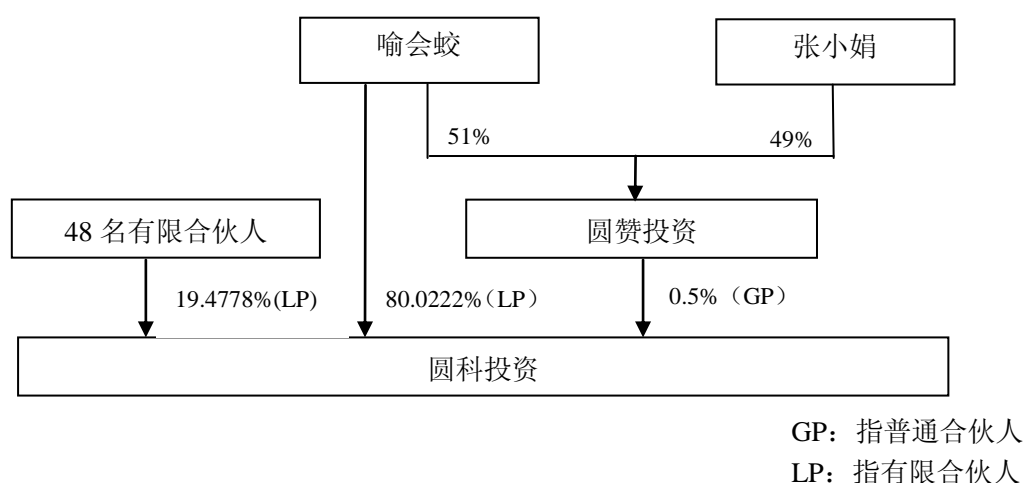 喻会蛟
张小娟
51%
49%
48 名有限合伙人
圆赞投资
19.4778%(LP)
80.0222%（LP）
0.5%（GP）
圆科投资
GP：指普通合伙人
LP：指有限合伙人